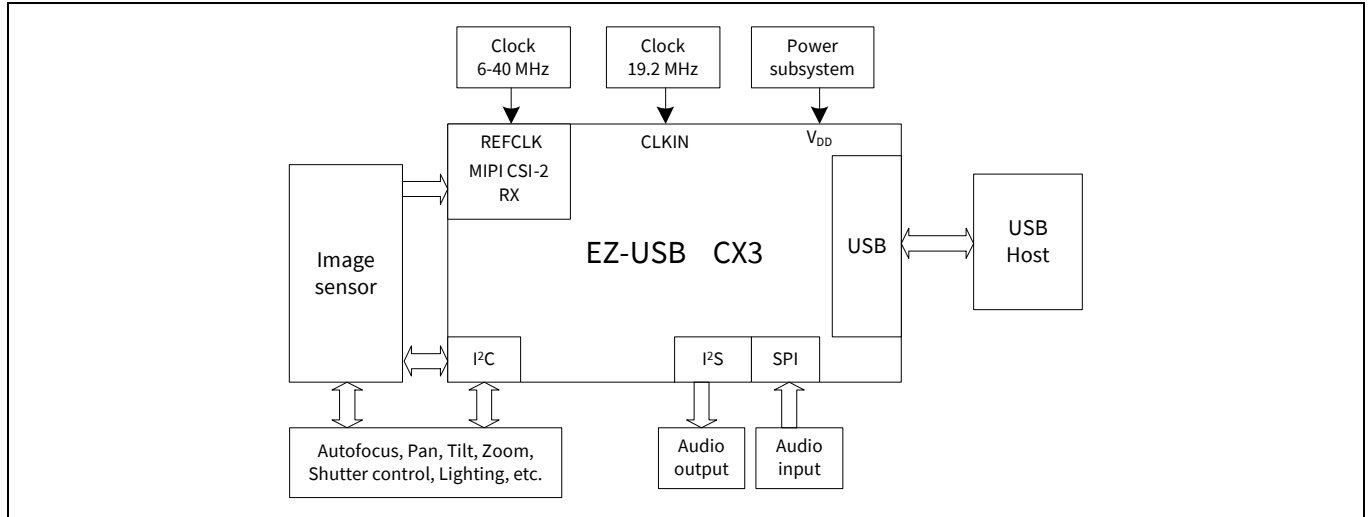 Clock
6-40 MHz
Clock
19.2 MHz
Power
subsystem
REFCLK
CLKIN
VDD
MIPI CSI-2
RX
Image
sensor
EZ-USB CX3
USB
USB
Host
I²C
I²S
SPI
Autofocus, Pan, Tilt, Zoom,
Shutter control, Lighting, etc.
Audio
output
Audio
input